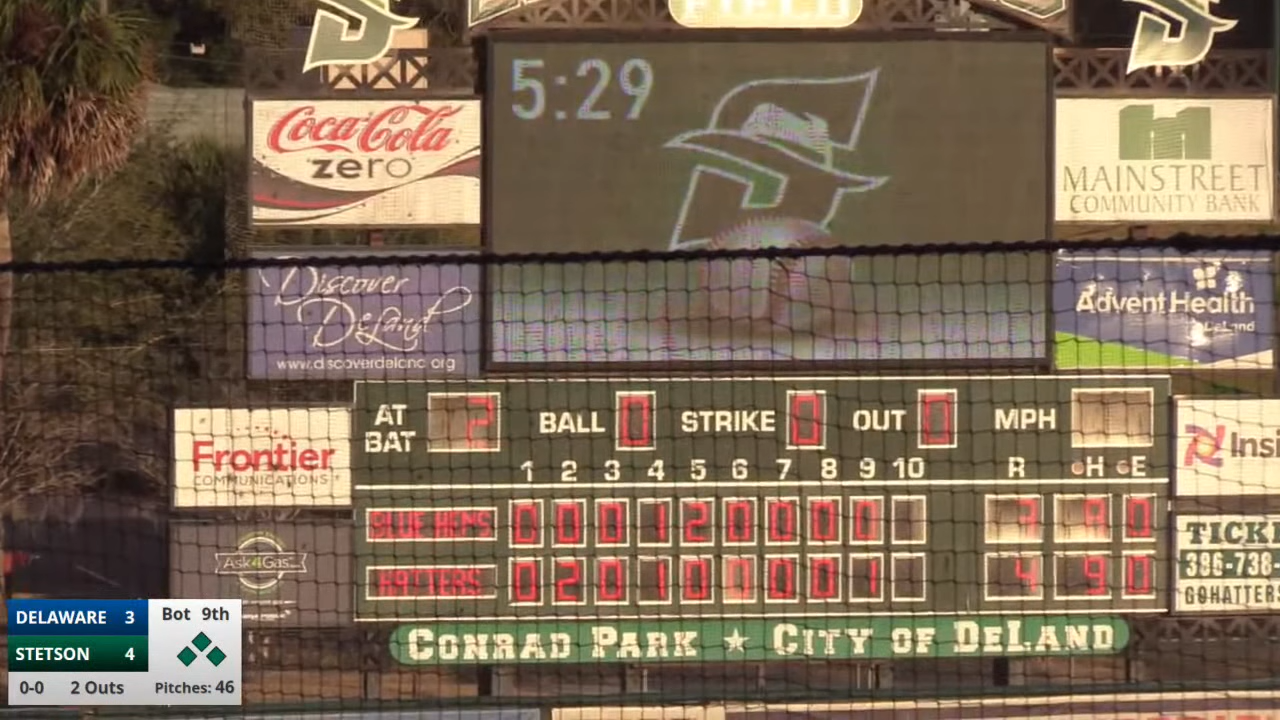 FIELD
5:29
Coca-Cola
zero
MAINSTREET
COMMUNITY BANK
Discover
DeLand
www.discoverdeland.org
AdventHealth
DeLand
AT BAT 2 BALL 0 STRIKE 0 OUT 0 MPH
1 2 3 4 5 6 7 8 9 10 R H E
BLUE HENS 0 0 0 1 2 0 0 0 0 3 9 0
HATTERS 0 2 0 1 0 0 0 0 1 4 9 0
Frontier
COMMUNICATIONS
Ask4Gas
TICKE
386-738-
GOHATTERS
CONRAD PARK ★ CITY OF DELAND
DELAWARE 3 Bot 9th
STETSON 4
0-0 2 Outs Pitches: 46